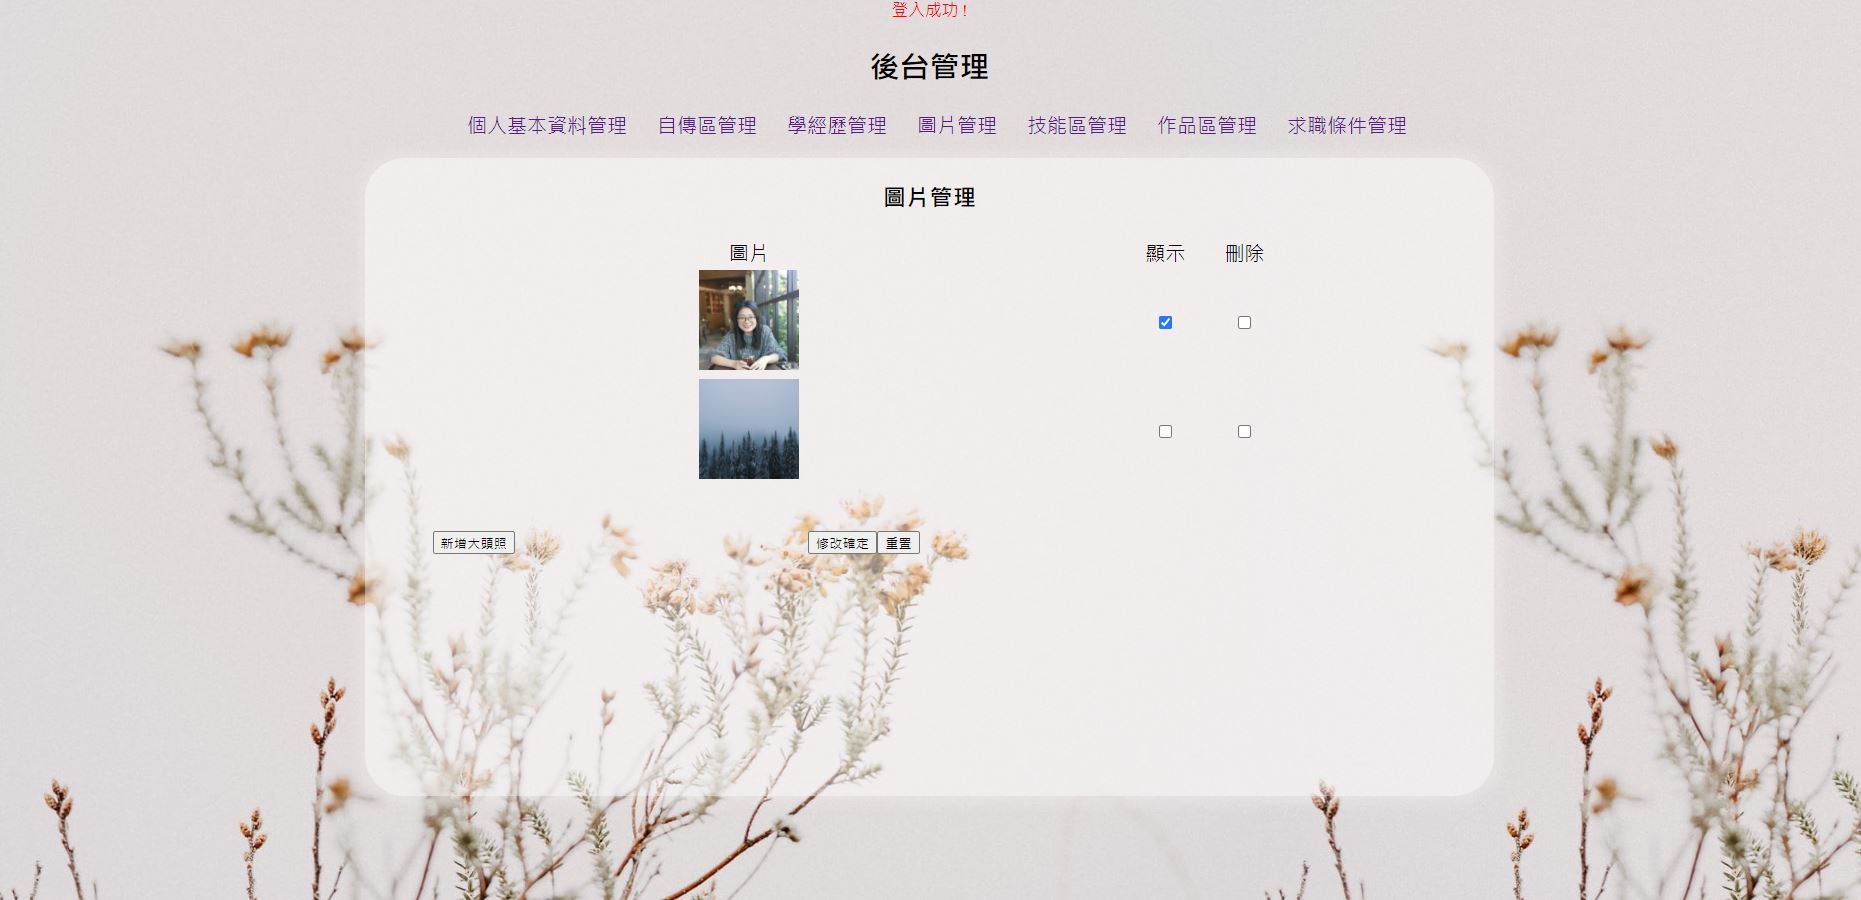 登入成功！
後台管理
個人基本資料管理 自傳區管理 學經歷管理 圖片管理 技能區管理 作品區管理 求職條件管理
圖片管理
圖片 顯示 刪除
新增大頭照 修改確定 重置